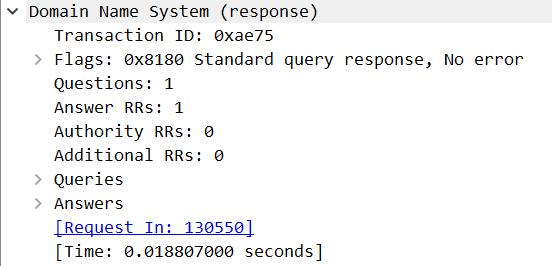 Domain Name System (response)
Transaction ID: 0xae75
Flags: 0x8180 Standard query response, No error
Questions: 1
Answer RRs: 1
Authority RRs: 0
Additional RRs: 0
Queries
Answers
[Request In: 130550]
[Time: 0.018807000 seconds]